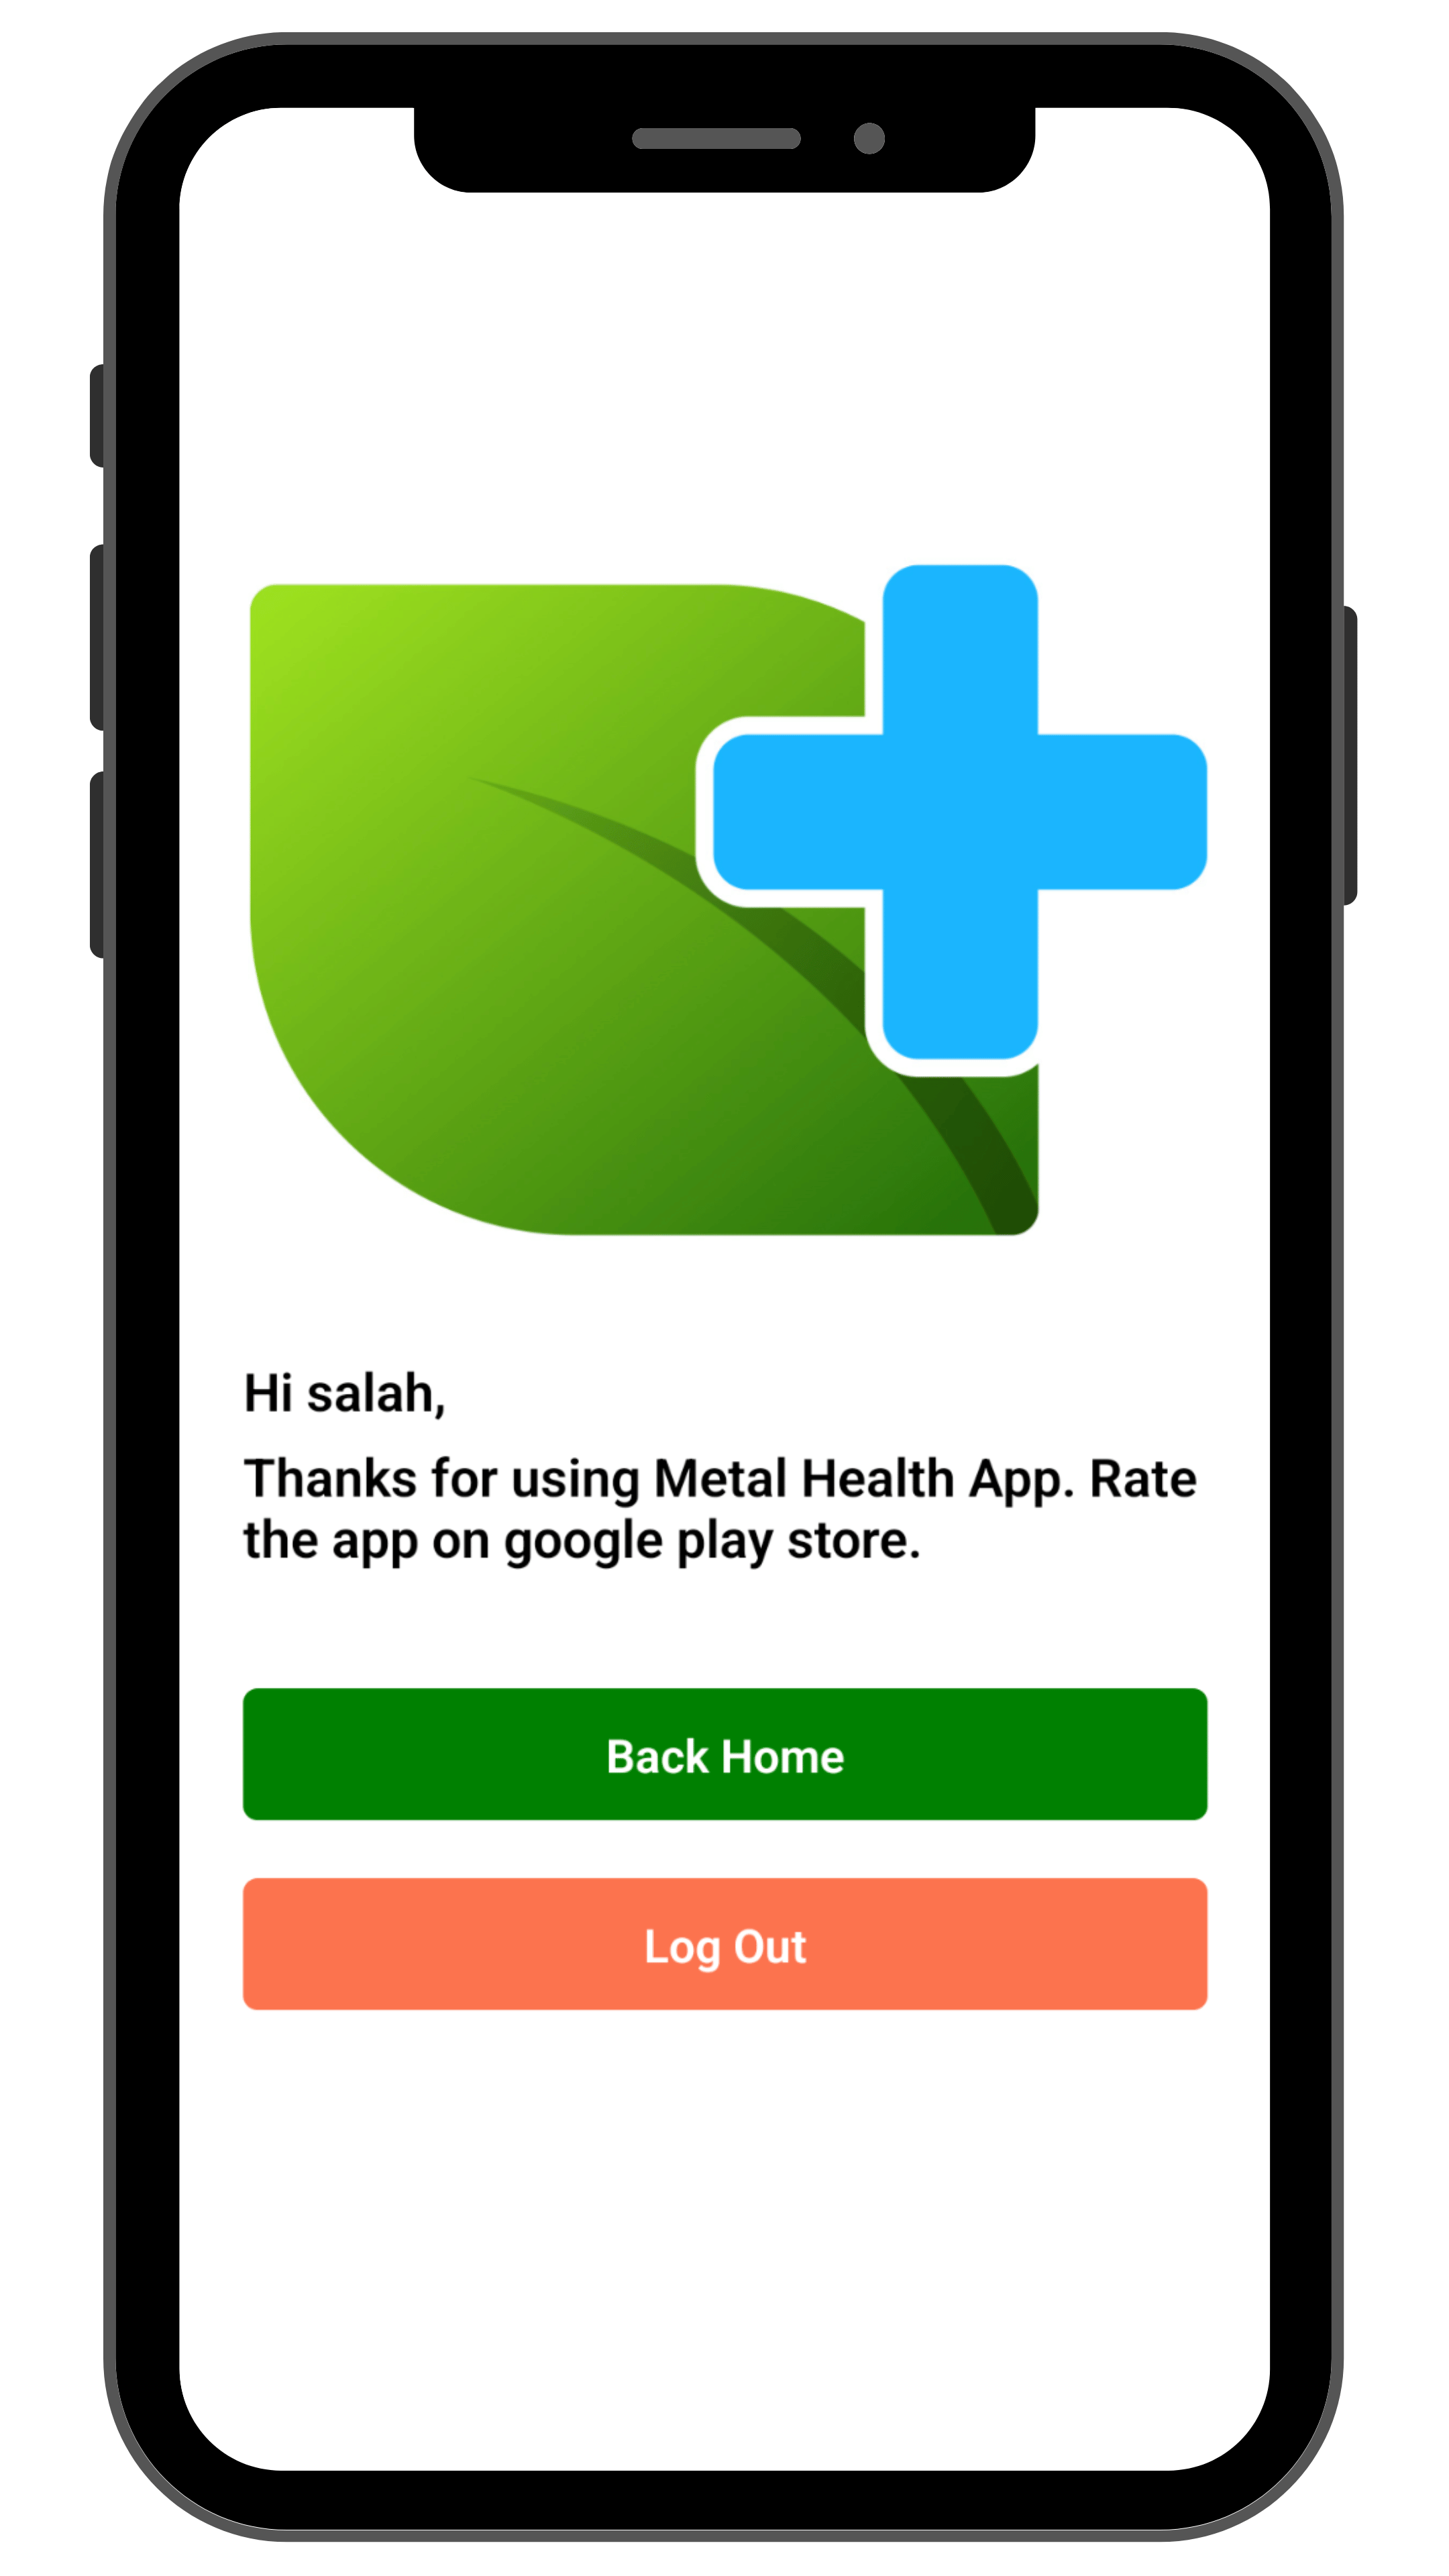 Hi salah,
Thanks for using Metal Health App. Rate
the app on google play store.
Back Home
Log Out